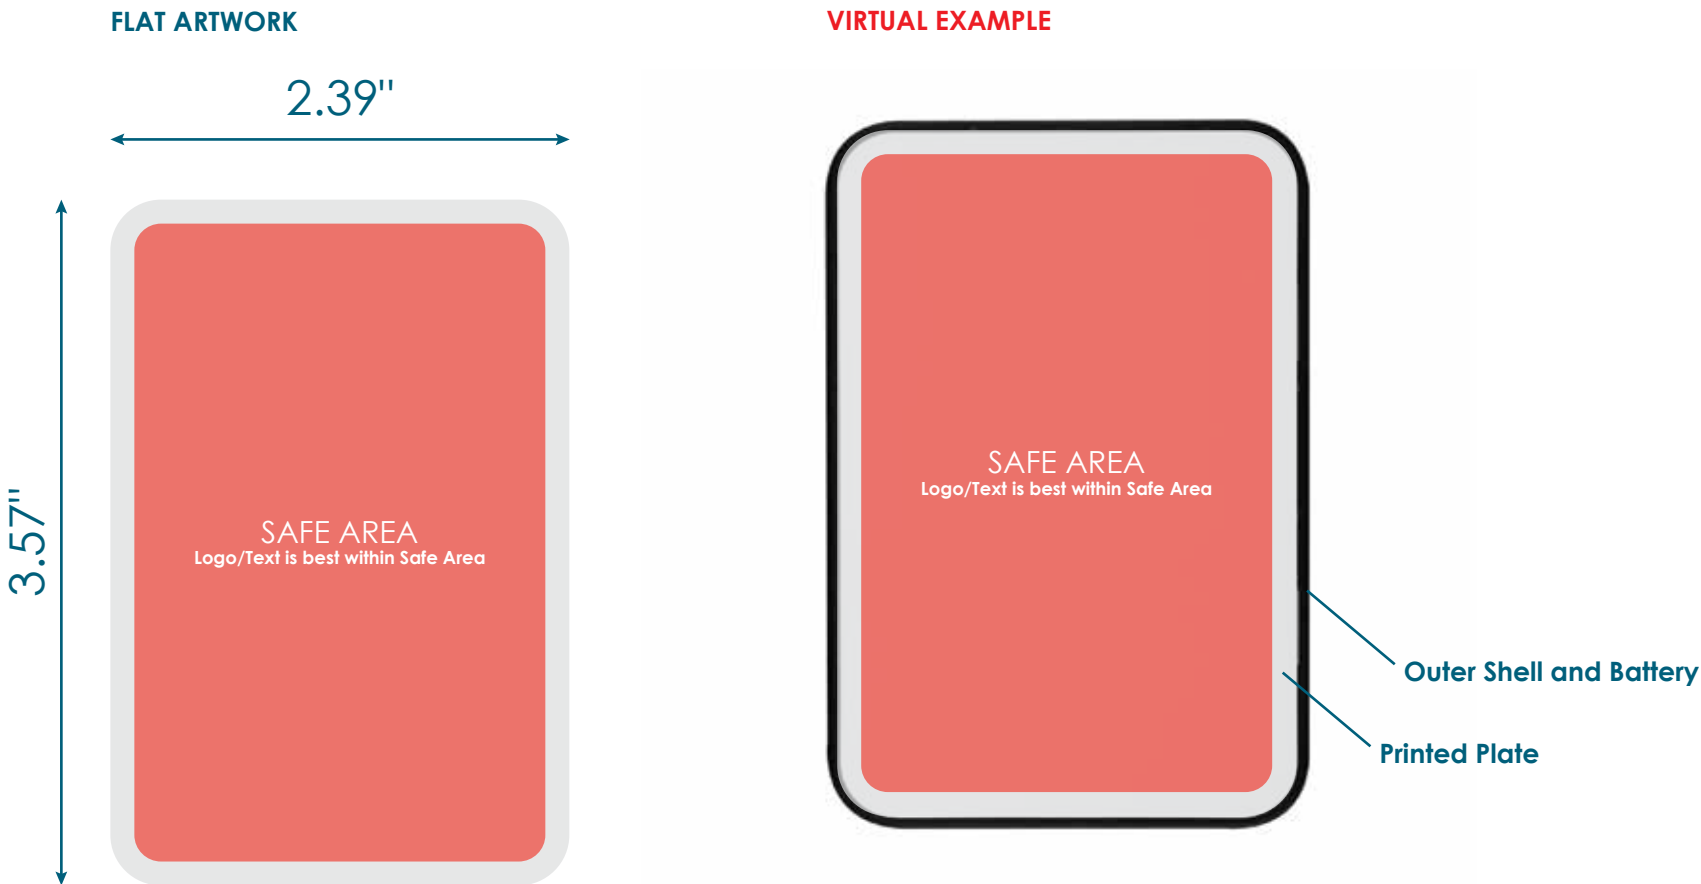 FLAT ARTWORK
2.39"
3.57"
SAFE AREA
Logo/Text is best within Safe Area
VIRTUAL EXAMPLE
SAFE AREA
Logo/Text is best within Safe Area
Outer Shell and Battery
Printed Plate